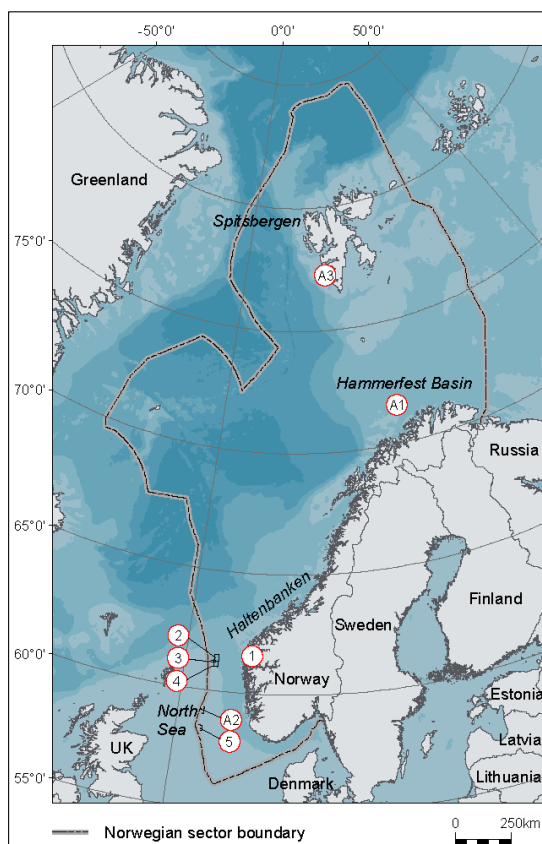 -50°0' 0°0' 50°0'
Greenland
Spitsbergen
75°0'
A3
Hammerfest Basin
A1
70°0'
Russia
65°0'
Haltenbanken
Finland
Sweden
2
3
1
60°0'
4
Norway
Estonia
North
Sea
A2
5
Latvia
UK
55°0'
Denmark
Lithuania
Norwegian sector boundary
0 250km